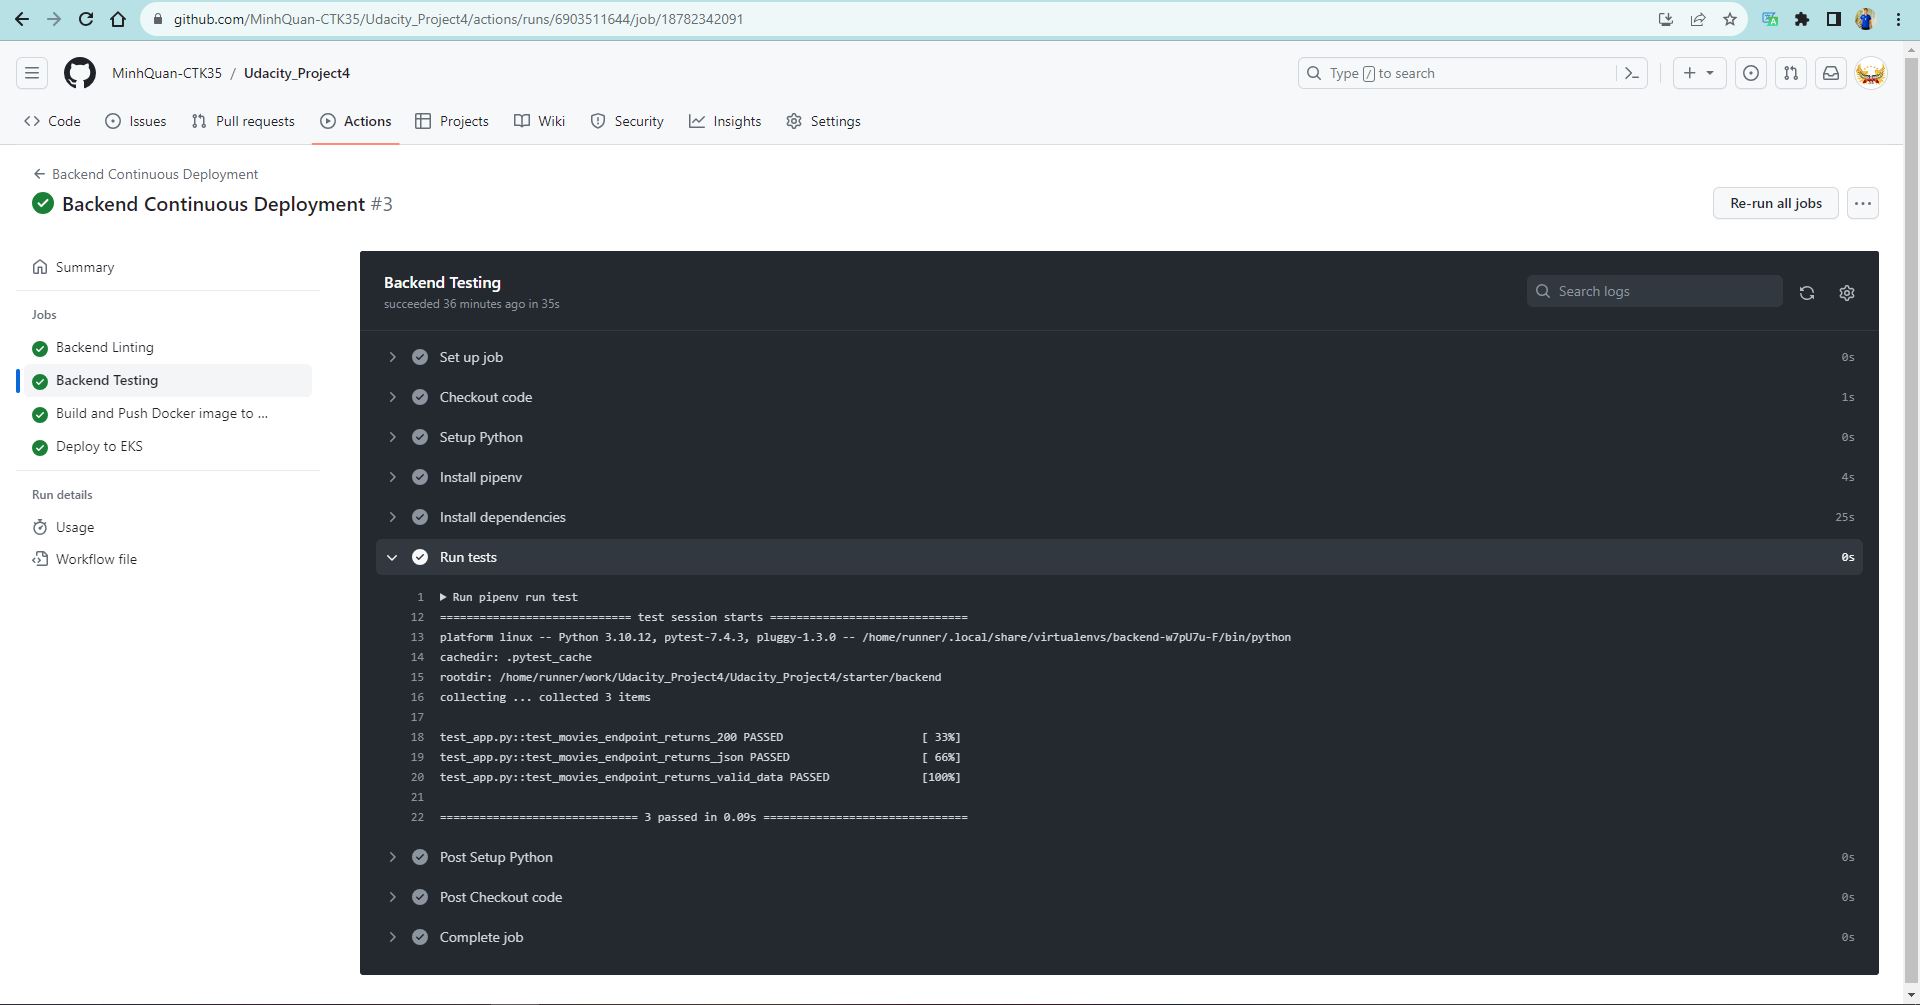 github.com/MinhQuan-CTK35/Udacity_Project4/actions/runs/6903511644/job/18782342091
MinhQuan-CTK35 / Udacity_Project4
Type / to search
Code Issues Pull requests Actions Projects Wiki Security Insights Settings
Backend Continuous Deployment
Backend Continuous Deployment #3
Re-run all jobs
Summary
Jobs
Backend Linting
Backend Testing
Build and Push Docker image to ...
Deploy to EKS
Run details
Usage
Workflow file
Backend Testing
succeeded 36 minutes ago in 35s
Search logs
Set up job 0s
Checkout code 1s
Setup Python 0s
Install pipenv 4s
Install dependencies 25s
Run tests 0s
1 ▶ Run pipenv run test
12 ============================= test session starts ==============================
13 platform linux -- Python 3.10.12, pytest-7.4.3, pluggy-1.3.0 -- /home/runner/.local/share/virtualenvs/backend-w7pU7u-F/bin/python
14 cachedir: .pytest_cache
15 rootdir: /home/runner/work/Udacity_Project4/Udacity_Project4/starter/backend
16 collecting ... collected 3 items
17
18 test_app.py::test_movies_endpoint_returns_200 PASSED [ 33%]
19 test_app.py::test_movies_endpoint_returns_json PASSED [ 66%]
20 test_app.py::test_movies_endpoint_returns_valid_data PASSED [100%]
21
22 ============================== 3 passed in 0.09s ===============================
Post Setup Python 0s
Post Checkout code 0s
Complete job 0s